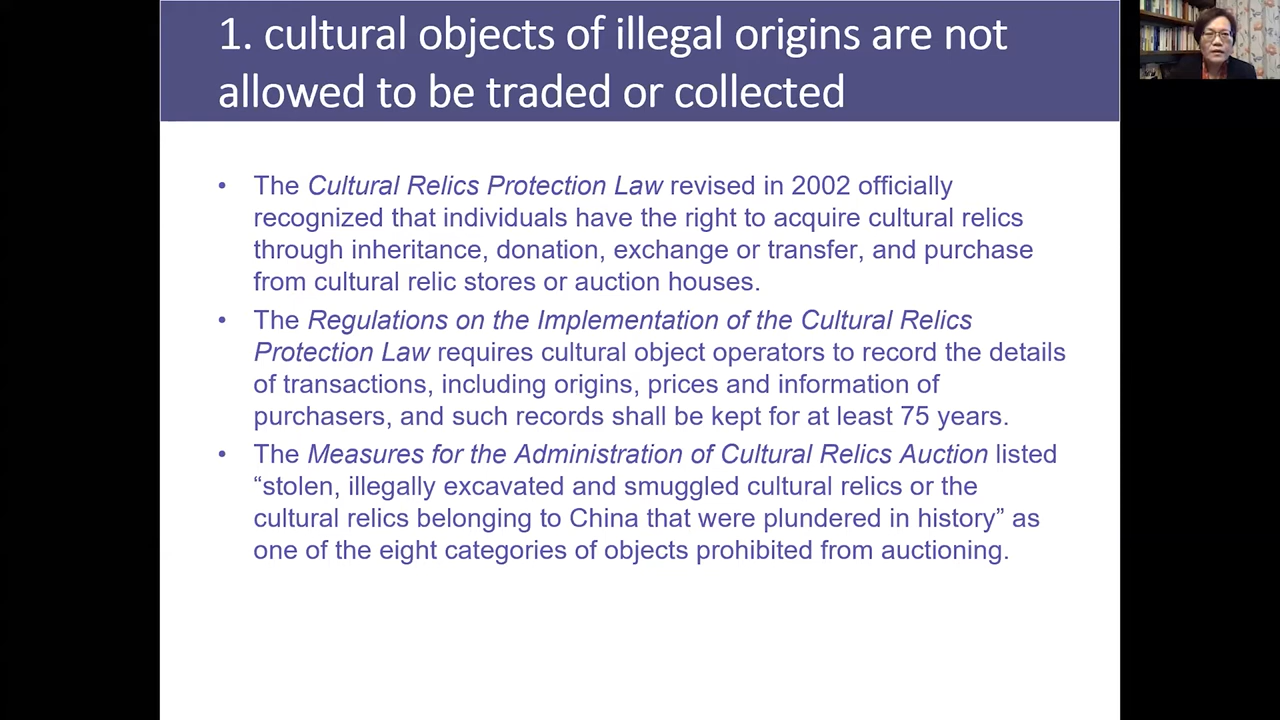 1. cultural objects of illegal origins are not
allowed to be traded or collected
• The Cultural Relics Protection Law revised in 2002 officially
recognized that individuals have the right to acquire cultural relics
through inheritance, donation, exchange or transfer, and purchase
from cultural relic stores or auction houses.
• The Regulations on the Implementation of the Cultural Relics
Protection Law requires cultural object operators to record the details
of transactions, including origins, prices and information of
purchasers, and such records shall be kept for at least 75 years.
• The Measures for the Administration of Cultural Relics Auction listed
“stolen, illegally excavated and smuggled cultural relics or the
cultural relics belonging to China that were plundered in history” as
one of the eight categories of objects prohibited from auctioning.